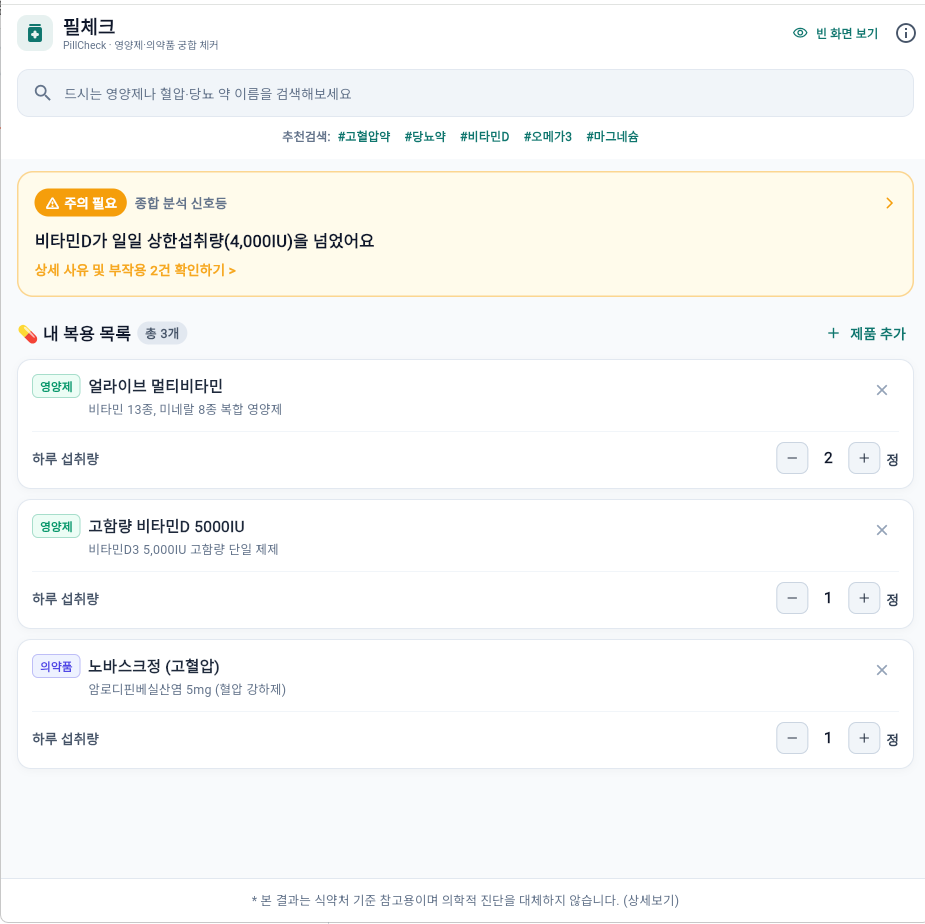 필체크
PillCheck · 영양제·의약품 궁합 체커
빈 화면 보기
드시는 영양제나 혈압·당뇨 약 이름을 검색해보세요
추천검색: #고혈압약 #당뇨약 #비타민D #오메가3 #마그네슘
주의 필요 종합 분석 신호등
비타민D가 일일 상한섭취량(4,000IU)을 넘었어요
상세 사유 및 부작용 2건 확인하기 >
내 복용 목록 총 3개
+ 제품 추가
영양제 얼라이브 멀티비타민
비타민 13종, 미네랄 8종 복합 영양제
하루 섭취량 − 2 + 정
영양제 고함량 비타민D 5000IU
비타민D3 5,000IU 고함량 단일 제제
하루 섭취량 − 1 + 정
의약품 노바스크정 (고혈압)
암로디핀베실산염 5mg (혈압 강하제)
하루 섭취량 − 1 + 정
* 본 결과는 식약처 기준 참고용이며 의학적 진단을 대체하지 않습니다. (상세보기)